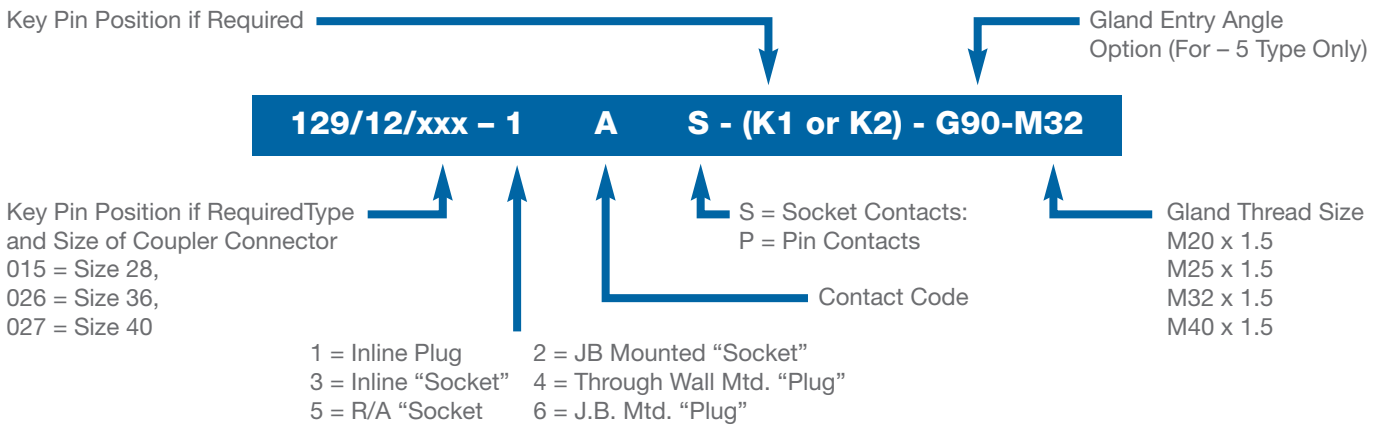 Key Pin Position if Required
Gland Entry Angle
Option (For – 5 Type Only)
129/12/xxx – 1 A S - (K1 or K2) - G90-M32
Key Pin Position if RequiredType
and Size of Coupler Connector
015 = Size 28,
026 = Size 36,
027 = Size 40
S = Socket Contacts:
P = Pin Contacts
Contact Code
Gland Thread Size
M20 x 1.5
M25 x 1.5
M32 x 1.5
M40 x 1.5
1 = Inline Plug 2 = JB Mounted “Socket”
3 = Inline “Socket” 4 = Through Wall Mtd. “Plug”
5 = R/A “Socket 6 = J.B. Mtd. “Plug”